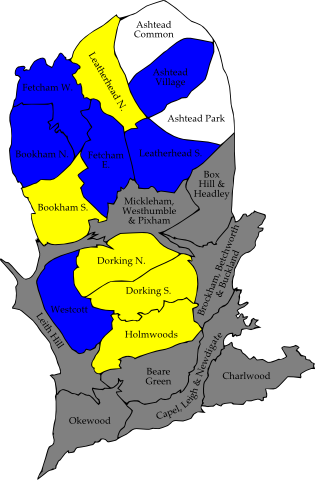 Ashtead
Common
Leatherhead N.
Ashtead
Village
Fetcham W.
Ashtead Park
Bookham N.
Fetcham
E.
Leatherhead S.
Box
Hill &
Headley
Bookham S.
Mickleham,
Westhumble
& Pixham
Brockham, Betchworth
& Buckland
Dorking N.
Dorking S.
Westcott
Leith Hill
Holmwoods
Beare
Green
Capel, Leigh & Newdigate
Charlwood
Okewood